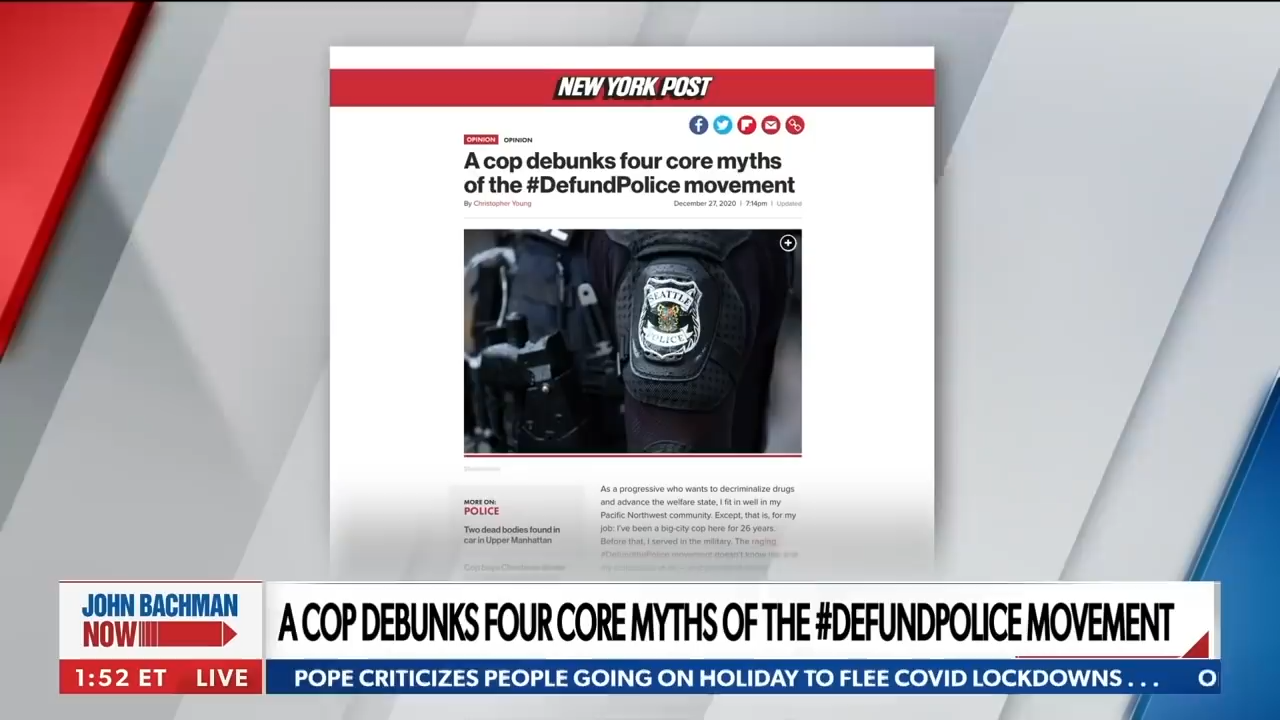 NEW YORK POST
OPINION OPINION
A cop debunks four core myths
of the #DefundPolice movement
By Christopher Young December 27, 2020 | 7:14pm | Updated
SEATTLE
POLICE
As a progressive who wants to decriminalize drugs
and advance the welfare state, I fit in well in my
Pacific Northwest community. Except, that is, for my
job: I've been a big-city cop here for 26 years.
Before that, I served in the military. The raging
#DefundthePolice movement doesn't know me
MORE ON:
POLICE
Two dead bodies found in
car in Upper Manhattan
JOHN BACHMAN
NOW
A COP DEBUNKS FOUR CORE MYTHS OF THE #DEFUNDPOLICE MOVEMENT
1:52 ET LIVE
POPE CRITICIZES PEOPLE GOING ON HOLIDAY TO FLEE COVID LOCKDOWNS . . . O